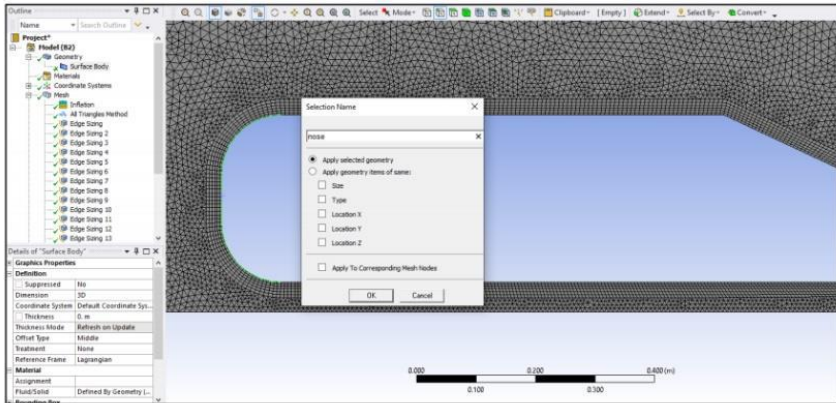 Outline
Name Search Outline
Select Mode Clipboard [ Empty ] Extend Select By Convert
Project*
Model (B2)
Geometry
Surface Body
Materials
Coordinate Systems
Mesh
Inflation
All Triangles Method
Edge Sizing
Edge Sizing 2
Edge Sizing 3
Edge Sizing 4
Edge Sizing 5
Edge Sizing 6
Edge Sizing 7
Edge Sizing 8
Edge Sizing 9
Edge Sizing 10
Edge Sizing 11
Edge Sizing 12
Edge Sizing 13
Details of "Surface Body"
Graphics Properties
Definition
Suppressed No
Dimension 3D
Coordinate System Default Coordinate Sys...
Thickness 0. m
Thickness Mode Refresh on Update
Offset Type Middle
Treatment None
Reference Frame Lagrangian
Material
Assignment
Fluid/Solid Defined By Geometry (...
Bounding Box
Selection Name
noise
Apply selected geometry
Apply geometry items of same:
Size
Type
Location X
Location Y
Location Z
Apply To Corresponding Mesh Nodes
OK Cancel
0.000 0.200 0.400 (m)
0.100 0.300